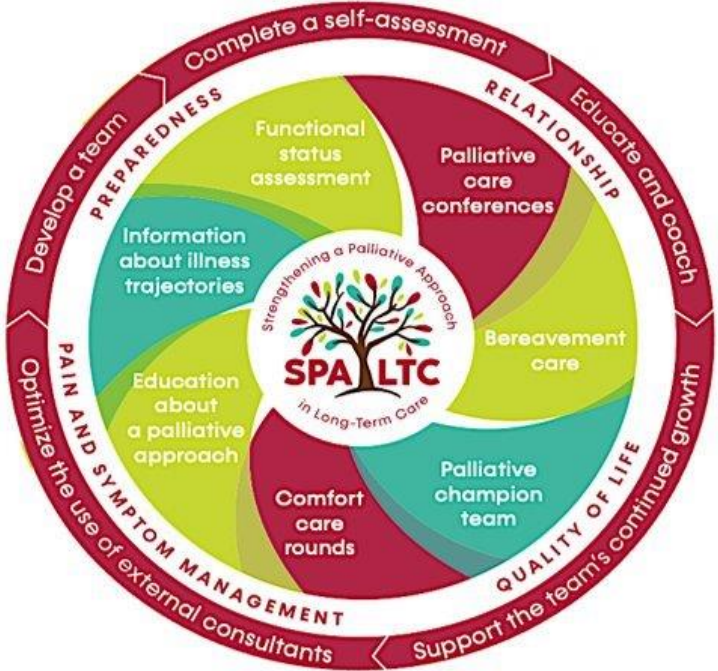 Complete a self-assessment
Educate and coach
Support the team's continued growth
Optimize the use of external consultants
Develop a team
PREPAREDNESS
RELATIONSHIP
QUALITY OF LIFE
PAIN AND SYMPTOM MANAGEMENT
Functional
status
assessment
Palliative
care
conferences
Bereavement
care
Palliative
champion
team
Comfort
care
rounds
Education
about
a palliative
approach
Information
about illness
trajectories
Strengthening a Palliative Approach
SPA LTC
in Long-Term Care